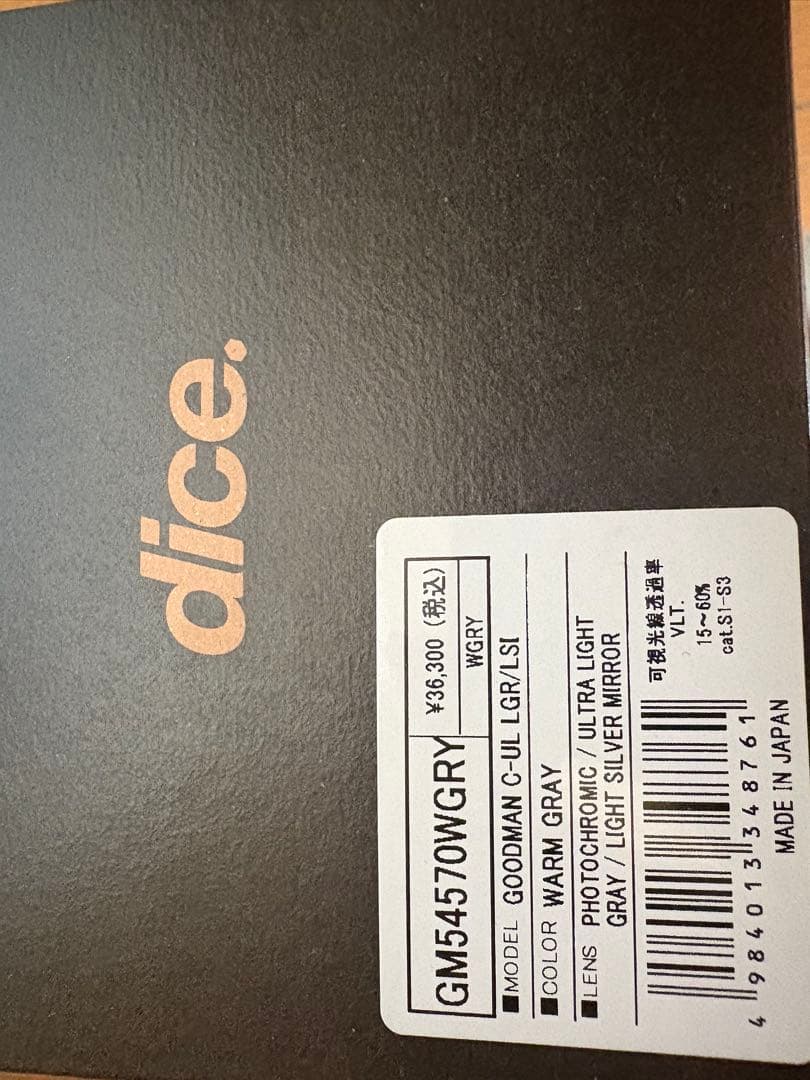 dice.
GM54570WGRY
¥36,300 (税込)
WGRY
■MODEL GOODMAN C-UL LGR/LSI
■COLOR WARM GRAY
■LENS PHOTOCHROMIC / ULTRA LIGHT
GRAY / LIGHT SILVER MIRROR
可視光線透過率
VLT.
15~60%
cat.S1-S3
4 984013 348761
MADE IN JAPAN